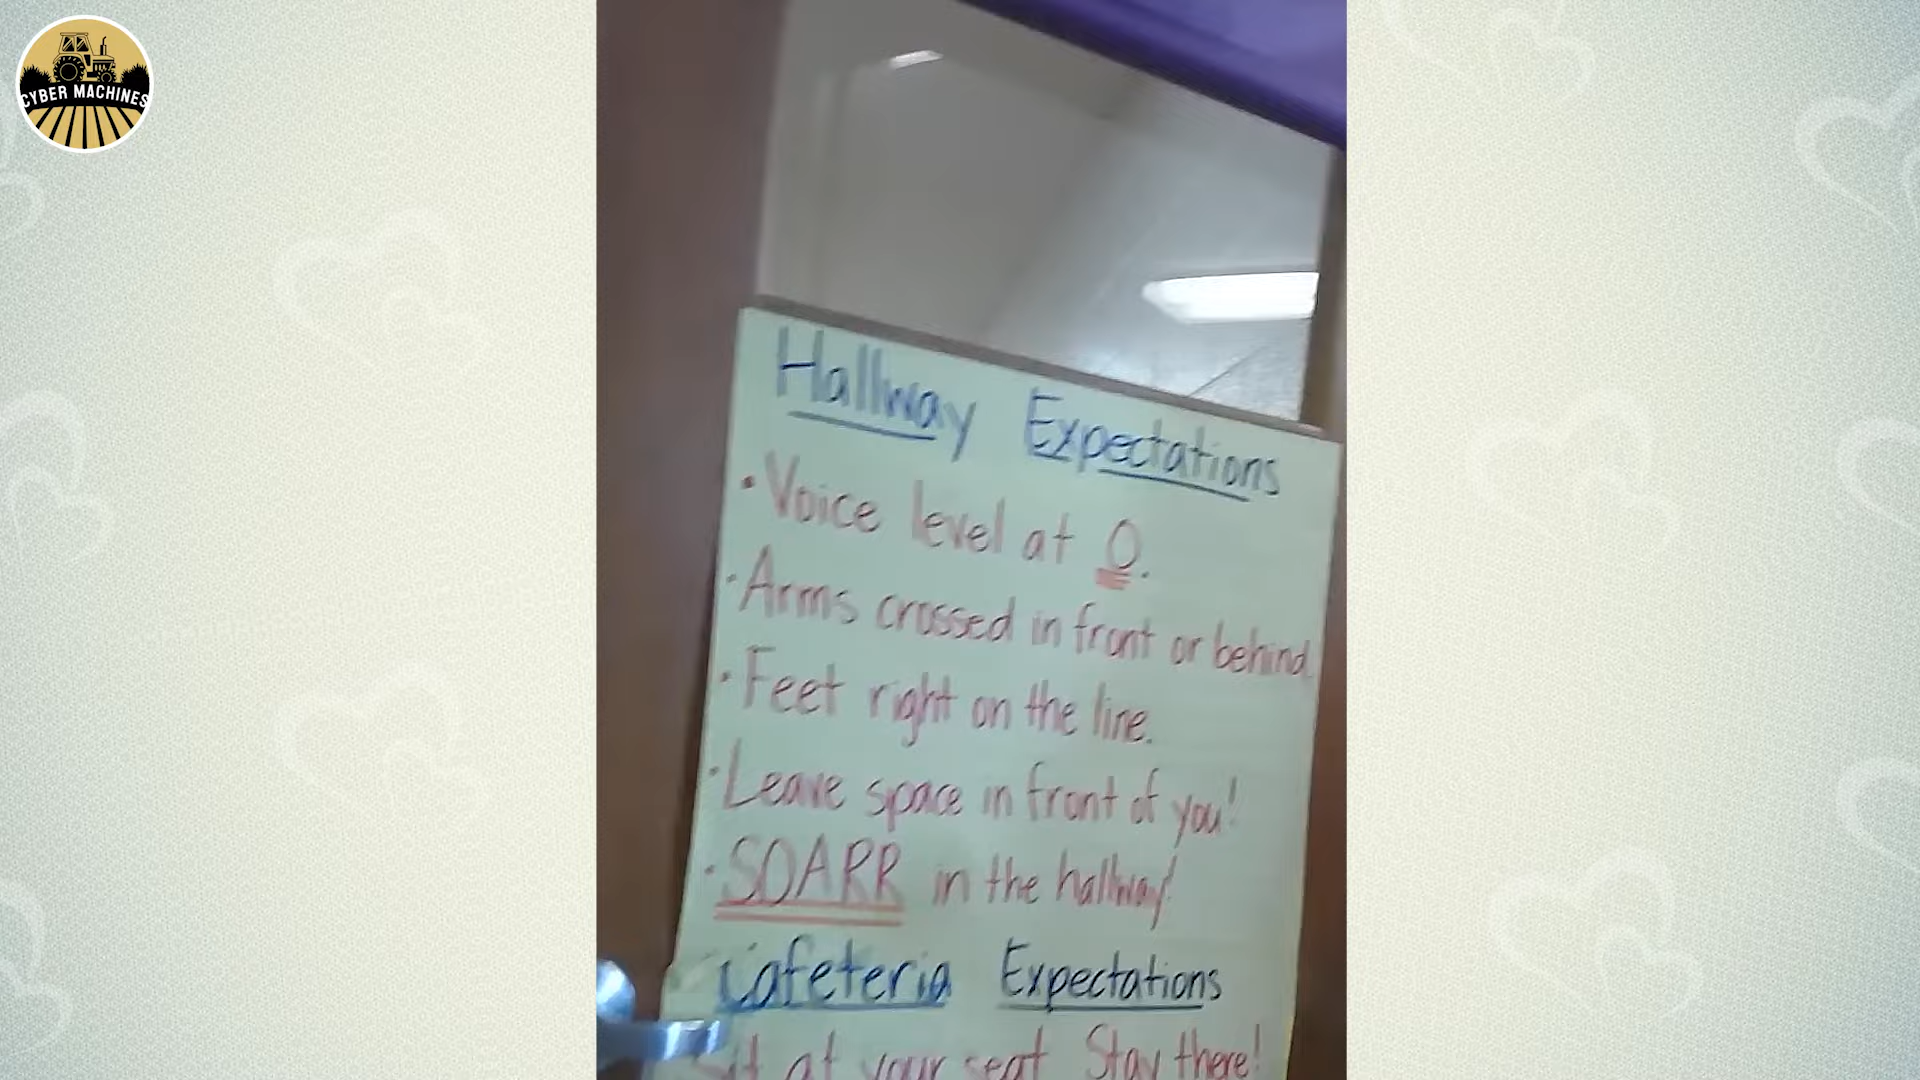 CYBER MACHINES
Hallway Expectations
• Voice level at 0.
• Arms crossed in front or behind.
• Feet right on the line.
• Leave space in front of you!
• SOARR in the hallway!
Cafeteria Expectations
Sit at your seat Stay there!